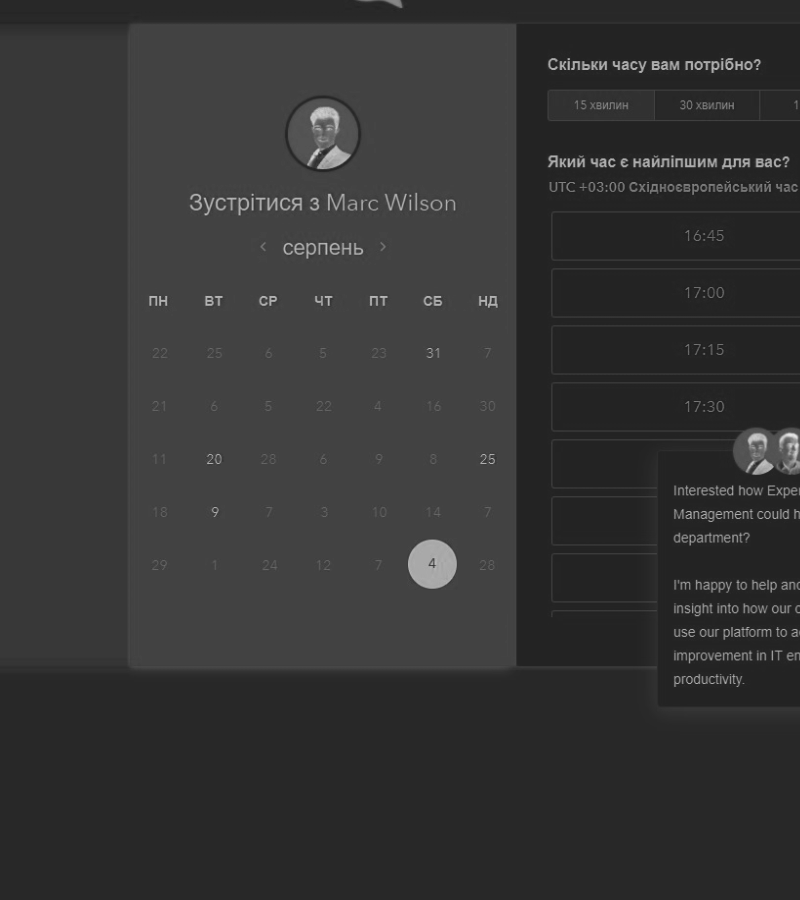 Зустрітися з Marc Wilson
серпень
ПН ВТ СР ЧТ ПТ СБ НД
22 25 6 5 23 31 7
21 6 5 22 4 16 30
11 20 28 6 9 8 25
18 9 7 3 10 14 7
29 1 24 12 7 4 28
Скільки часу вам потрібно?
15 хвилин 30 хвилин 1
Який час є найліпшим для вас?
UTC +03:00 Східноєвропейський час
16:45
17:00
17:15
17:30
Interested how Exper
Management could h
department?
I'm happy to help and
insight into how our c
use our platform to a
improvement in IT en
productivity.